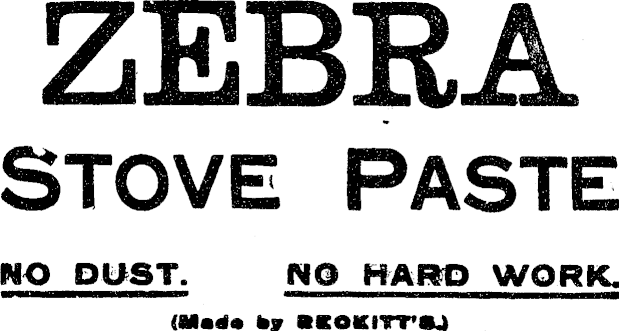 ZEBRA
STOVE PASTE
NO DUST. NO HARD WORK.
(Made by RECKITT'S.)